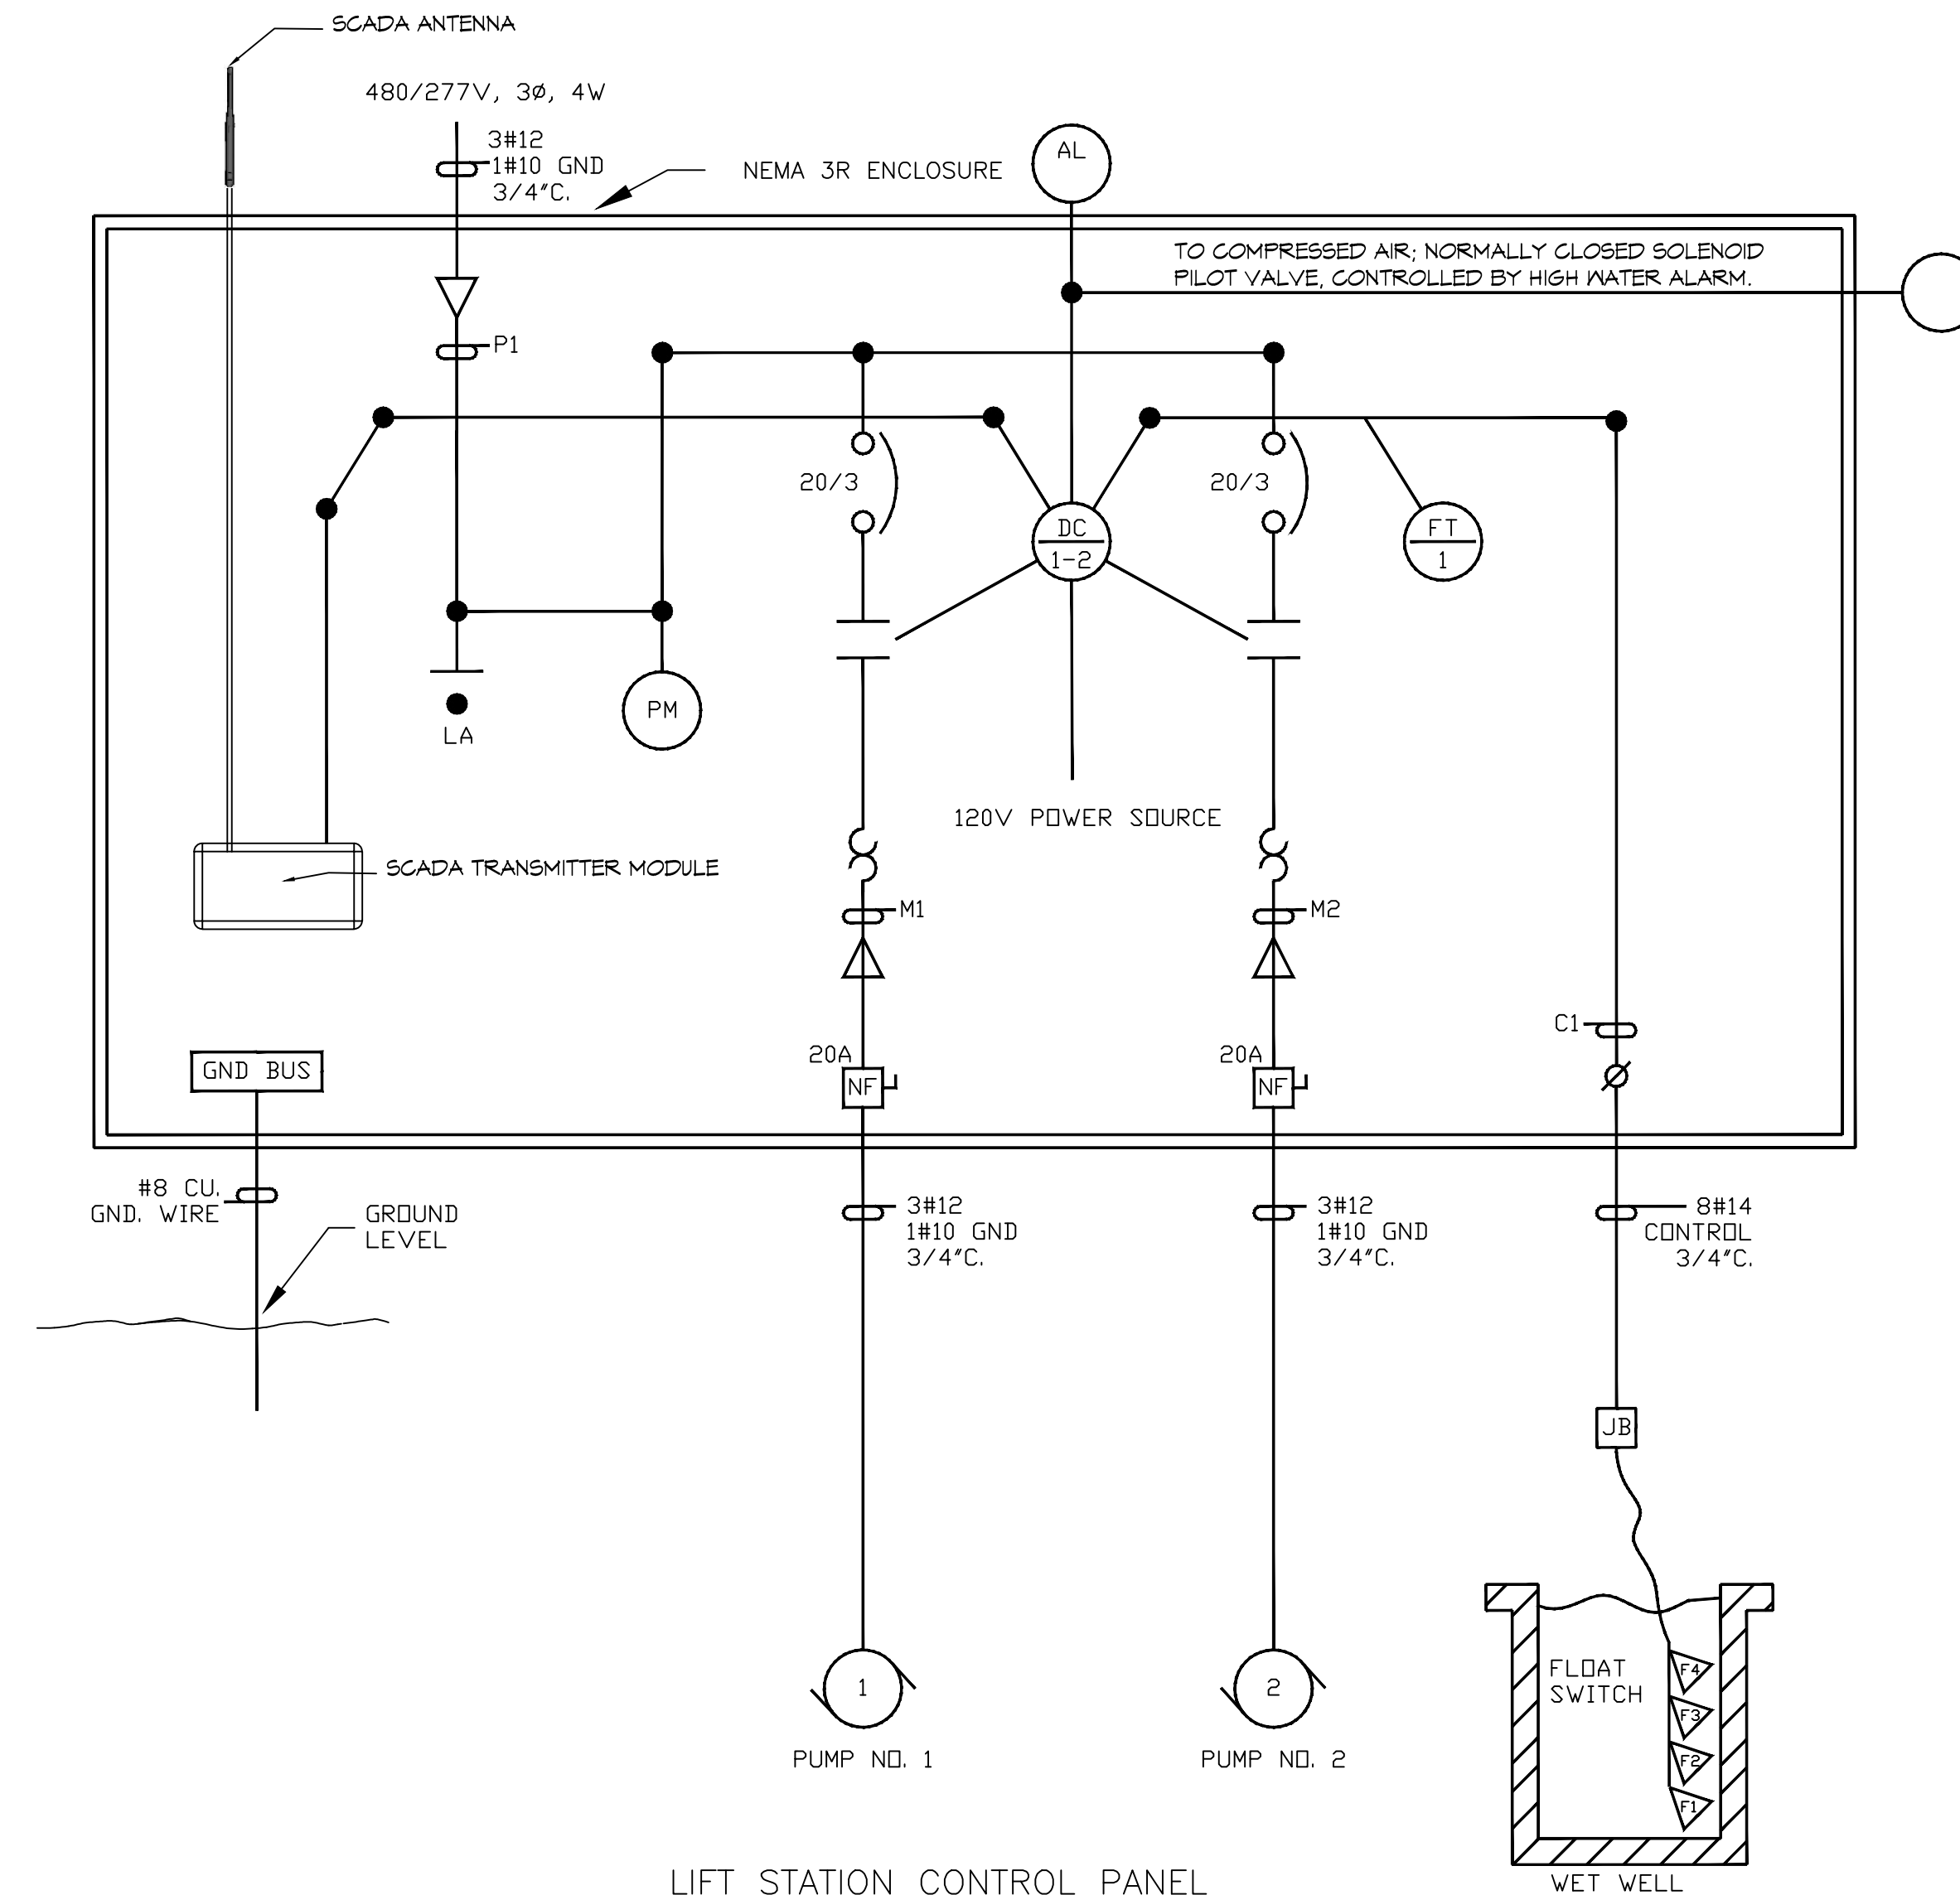 SCADA ANTENNA
480/277V, 3ø, 4W
3#12
1#10 GND
3/4"C.
NEMA 3R ENCLOSURE
AL
TO COMPRESSED AIR; NORMALLY CLOSED SOLENOID
PILOT VALVE, CONTROLLED BY HIGH WATER ALARM.
P1
20/3
20/3
DC
1-2
FT
1
LA
PM
120V POWER SOURCE
SCADA TRANSMITTER MODULE
M1
M2
C1
GND BUS
20A
NF
20A
NF
#8 CU.
GND. WIRE
GROUND
LEVEL
3#12
1#10 GND
3/4"C.
3#12
1#10 GND
3/4"C.
8#14
CONTROL
3/4"C.
JB
1
PUMP NO. 1
2
PUMP NO. 2
FLOAT
SWITCH
F4
F3
F2
F1
WET WELL
LIFT STATION CONTROL PANEL